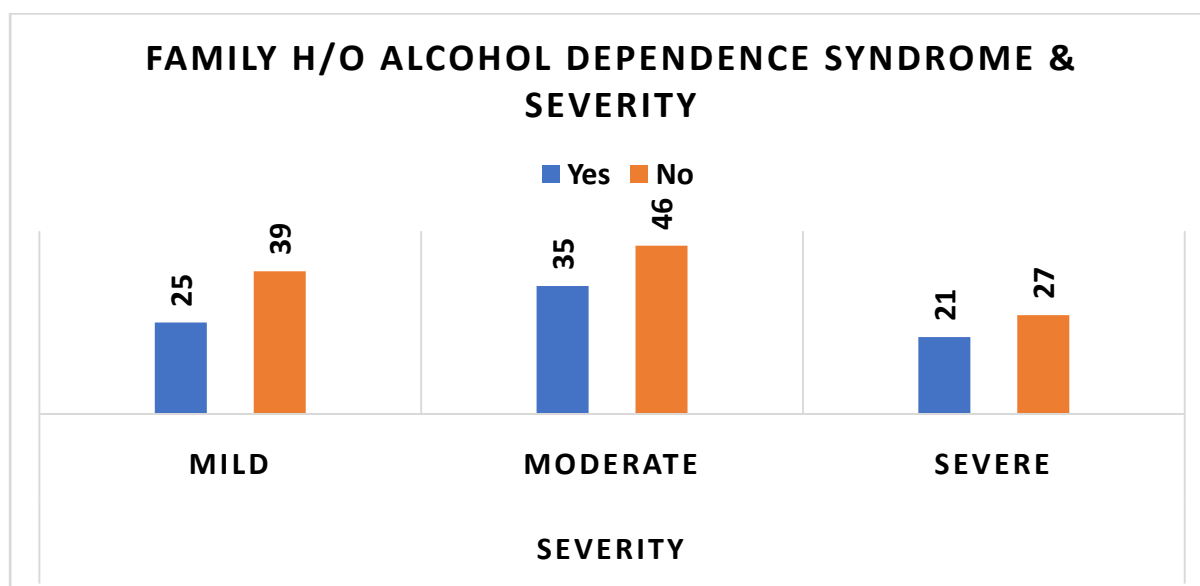 FAMILY H/O ALCOHOL DEPENDENCE SYNDROME &
SEVERITY
Yes No
25 39 35 46 21 27
MILD MODERATE SEVERE
SEVERITY